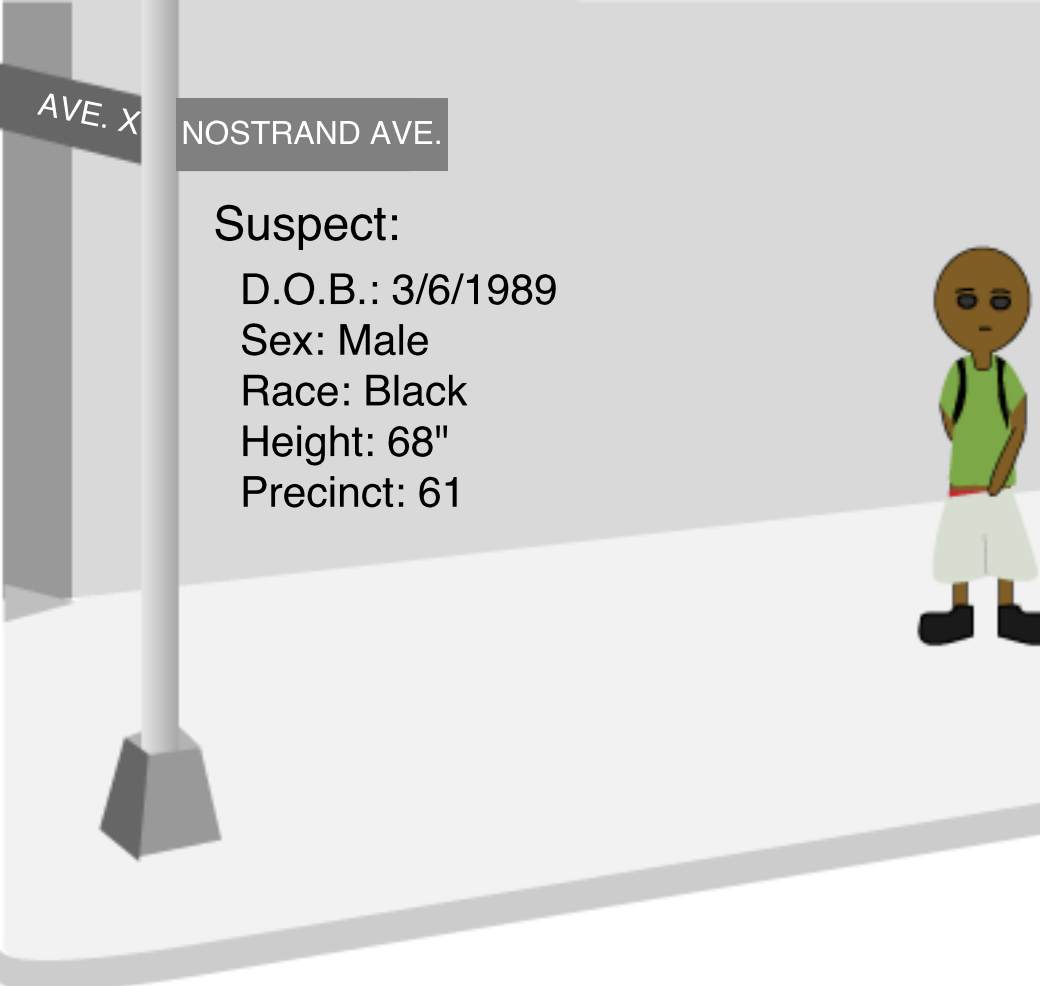 AVE. X
NOSTRAND AVE.
Suspect:
D.O.B.: 3/6/1989
Sex: Male
Race: Black
Height: 68"
Precinct: 61